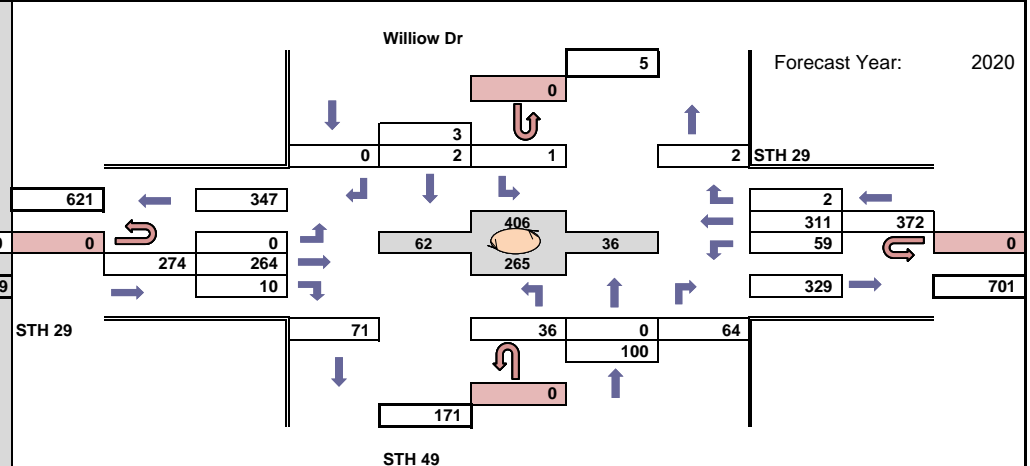 Williow Dr
5
Forecast Year: 2020
0
3
0 2 1 2 STH 29
621 347 2
406 311 372
0 0 0 62 36 59 0
274 264 265
9 10 329 701
STH 29 71 36 0 64
100
0
171
STH 49